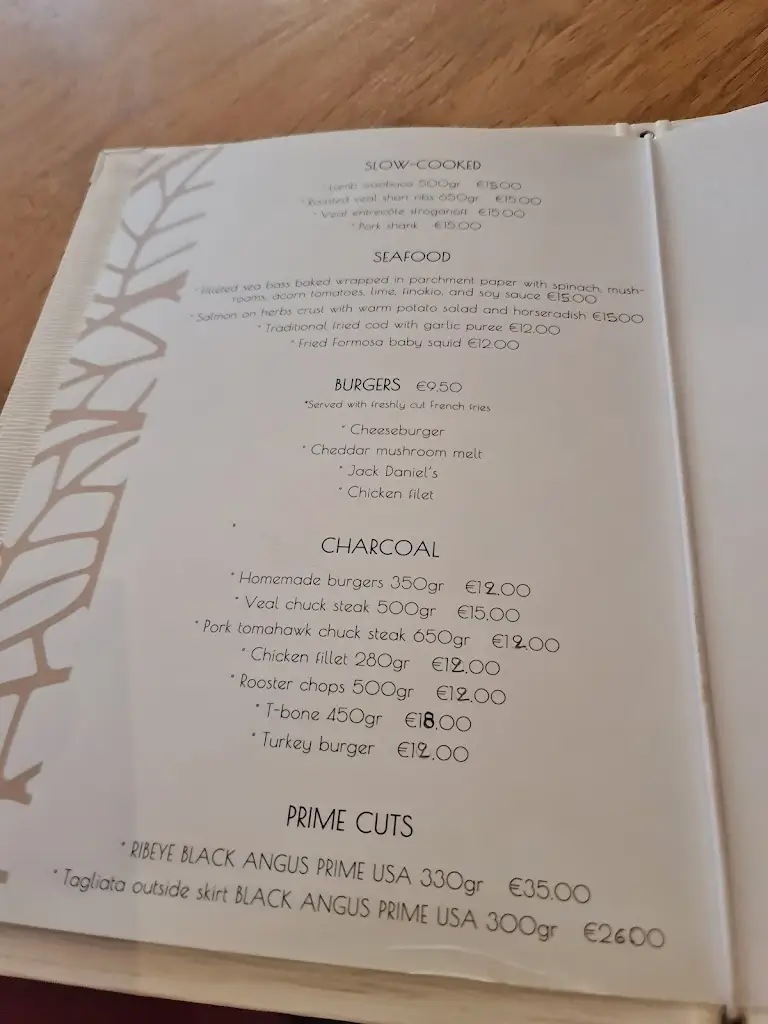 SLOW-COOKED
Lamb ossobuco 500gr €18.00
* Roasted veal short ribs 650gr €15.00
* Veal entrecôte stroganoff €15.00
* Pork shank €15.00
SEAFOOD
* Filleted sea bass baked wrapped in parchment paper with spinach, mush-
rooms, acorn tomatoes, lime, finokio, and soy sauce €15.00
* Salmon on herbs crust with warm potato salad and horseradish €15.00
* Traditional fried cod with garlic puree €12.00
* Fried Formosa baby squid €12.00
BURGERS €9.50
*Served with freshly cut French fries
* Cheeseburger
* Cheddar mushroom melt
* Jack Daniel's
* Chicken filet
*
CHARCOAL
* Homemade burgers 350gr €12.00
* Veal chuck steak 500gr €15.00
* Pork tomahawk chuck steak 650gr €12.00
* Chicken fillet 280gr €12.00
* Rooster chops 500gr €12.00
* T-bone 450gr €18.00
* Turkey burger €12.00
PRIME CUTS
* RIBEYE BLACK ANGUS PRIME USA 330gr €35.00
* Tagliata outside skirt BLACK ANGUS PRIME USA 300gr €26.00